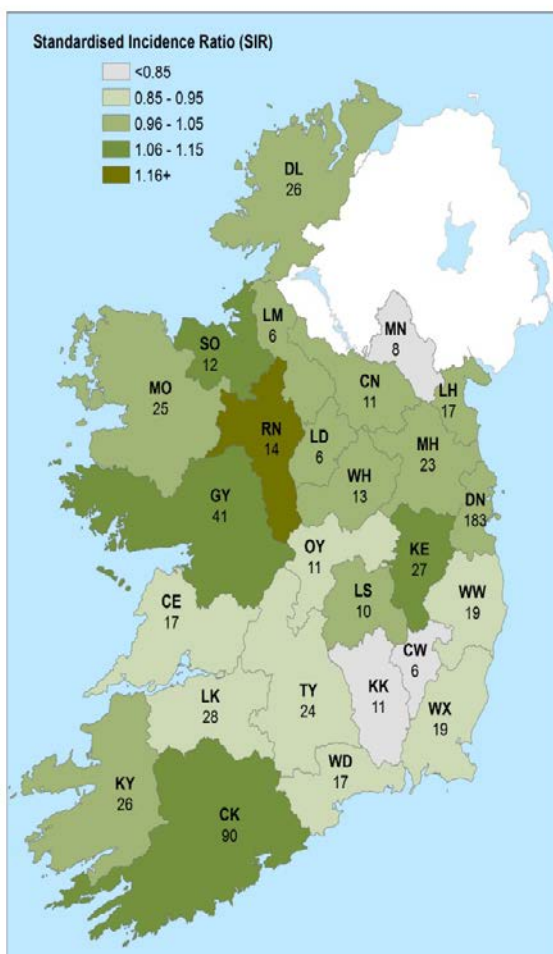 Standardised Incidence Ratio (SIR)
<0.85
0.85 - 0.95
0.96 - 1.05
1.06 - 1.15
1.16+
DL
26
LM
6
MN
8
SO
12
CN
11
LH
17
MO
25
RN
14
LD
6
MH
23
WH
13
DN
183
GY
41
OY
11
KE
27
LS
10
WW
19
CE
17
CW
6
KK
11
TY
24
LK
28
WX
19
WD
17
KY
26
CK
90